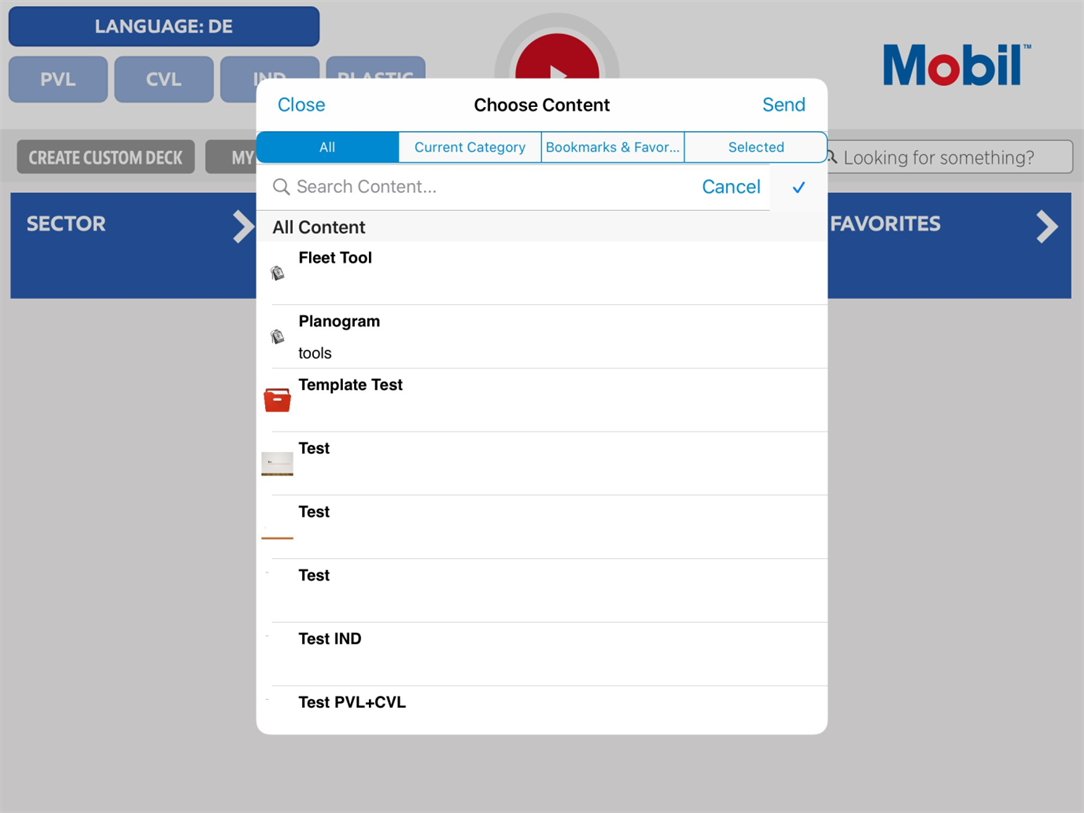 LANGUAGE: DE
PVL
CVL
IND
PLASTIC
Mobil™
Close
Choose Content
Send
CREATE CUSTOM DECK
MY
All
Current Category
Bookmarks & Favor...
Selected
Looking for something?
Search Content...
Cancel
SECTOR
FAVORITES
All Content
Fleet Tool
Planogram
tools
Template Test
Test
Test
Test
Test IND
Test PVL+CVL